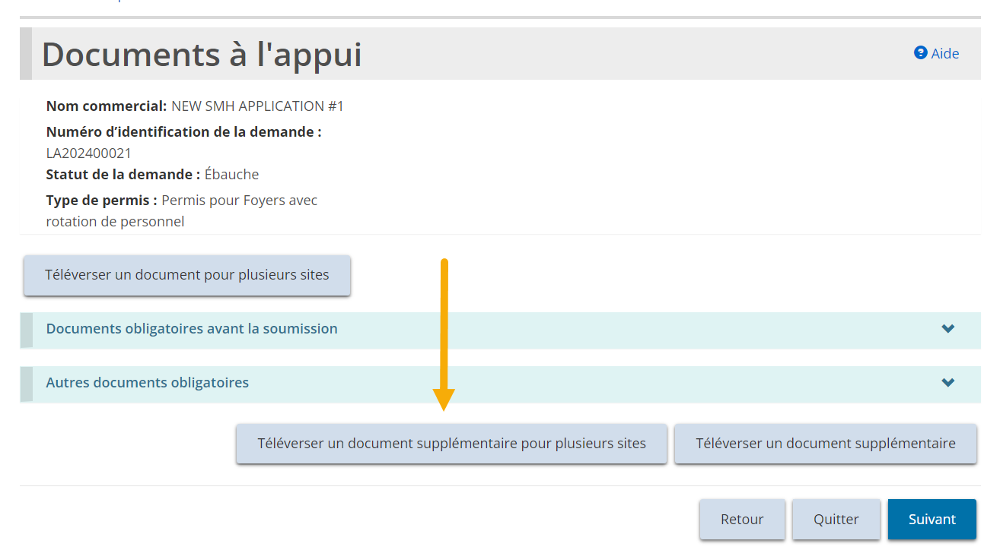 Documents à l'appui
Aide
Nom commercial: NEW SMH APPLICATION #1
Numéro d’identification de la demande :
LA202400021
Statut de la demande : Ébauche
Type de permis : Permis pour Foyers avec
rotation de personnel
Téléverser un document pour plusieurs sites
Documents obligatoires avant la soumission
Autres documents obligatoires
Téléverser un document supplémentaire pour plusieurs sites
Téléverser un document supplémentaire
Retour
Quitter
Suivant